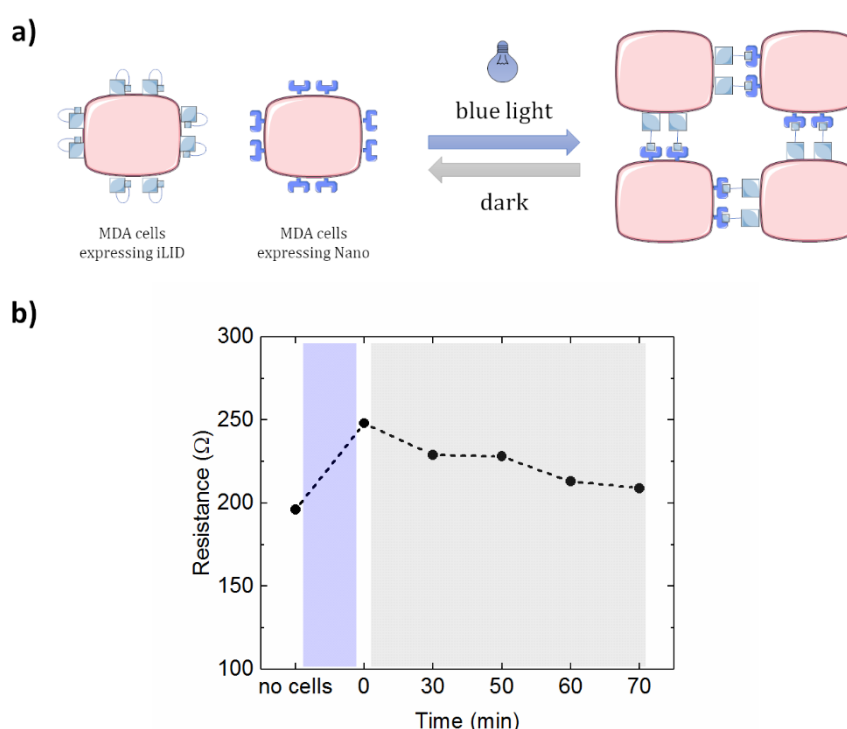 a)
blue light
dark
MDA cells
expressing iLID
MDA cells
expressing Nano
b)
300
250
200
150
100
Resistance (Ω)
no cells 0 30 50 60 70
Time (min)